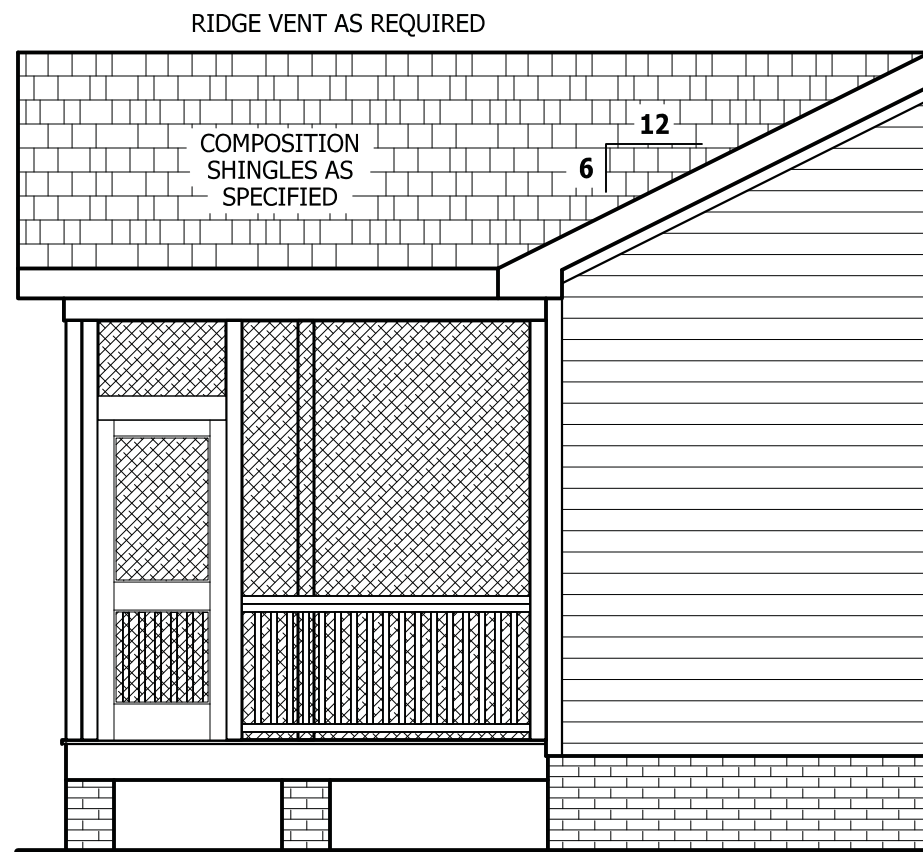 RIDGE VENT AS REQUIRED
12
6
COMPOSITION
SHINGLES AS
SPECIFIED